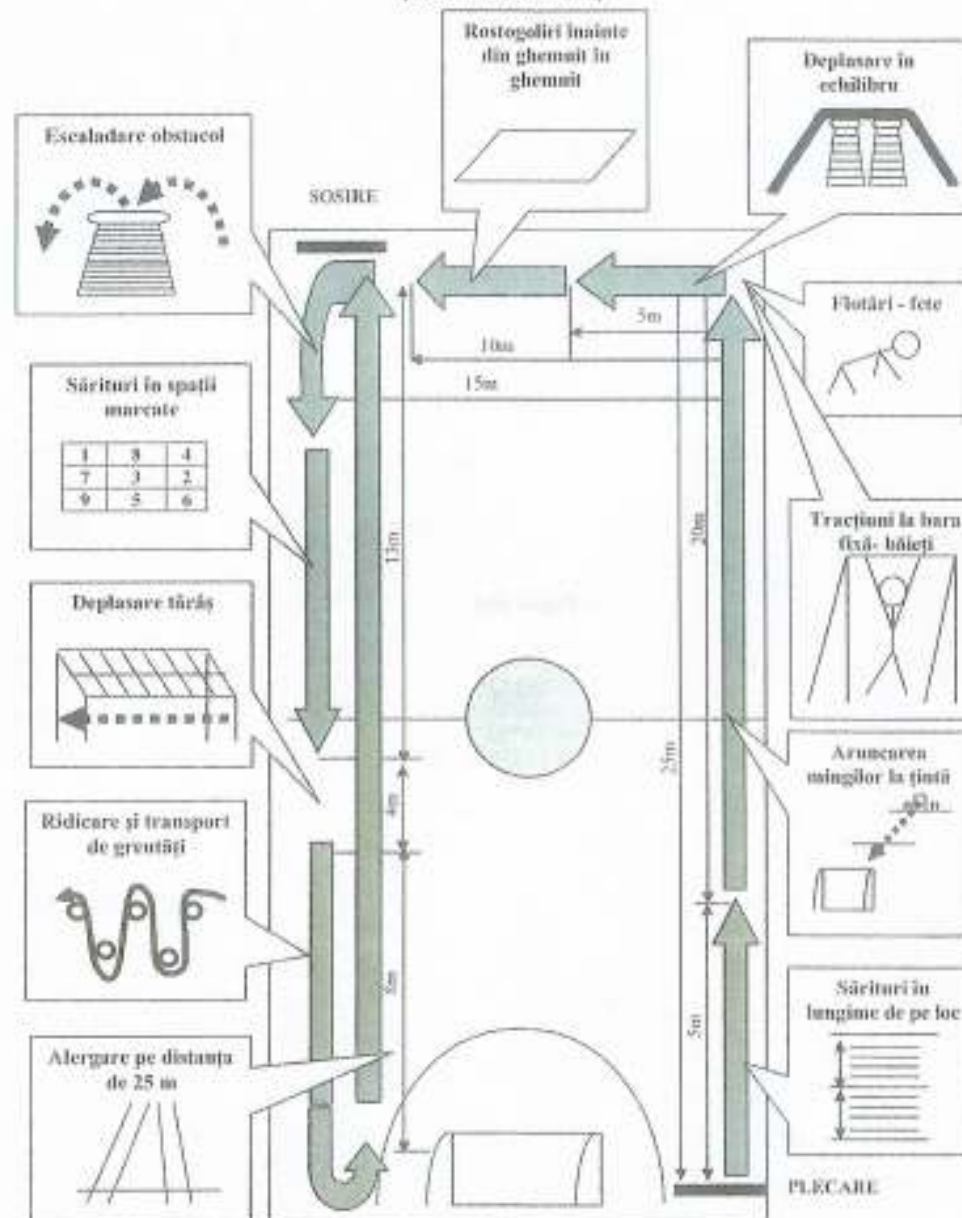 Rostogoliri înainte
din ghemuit în
ghemuit
Deplasare în
echilibru
Escaladare obstacol
SOSIRE
Flotări - fete
5m
10m
15m
Sărituri în spații
marcate
1 8 4
7 3 2
9 5 6
Tracțiuni la bara
fixă- băieți
13m
20m
25m
Deplasare târâș
4m
Aruncarea
mingilor la țintă
Ridicare și transport
de greutăți
8m
5m
Sărituri în
lungime de pe loc
Alergare pe distanța
de 25 m
PLECARE